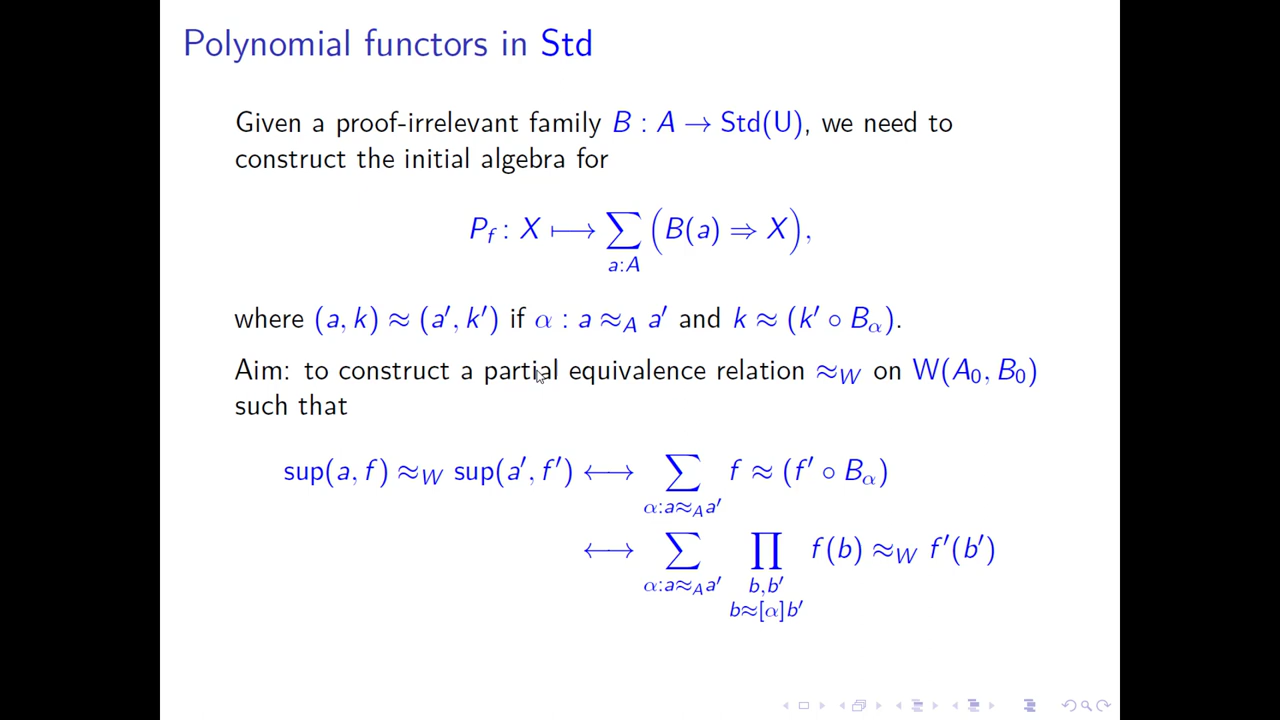 Polynomial functors in Std
Given a proof-irrelevant family B : A → Std(U), we need to
construct the initial algebra for
P_f : X ⟼ ∑_{a:A} (B(a) ⇒ X),
where (a, k) ≈ (a′, k′) if α : a ≈_A a′ and k ≈ (k′ ∘ B_α).
Aim: to construct a partial equivalence relation ≈_W on W(A_0, B_0)
such that
sup(a, f) ≈_W sup(a′, f′) ⟷ ∑_{α:a≈_A a′} f ≈ (f′ ∘ B_α)
⟷ ∑_{α:a≈_A a′} ∏_{b,b′ b≈[α]b′} f(b) ≈_W f′(b′)